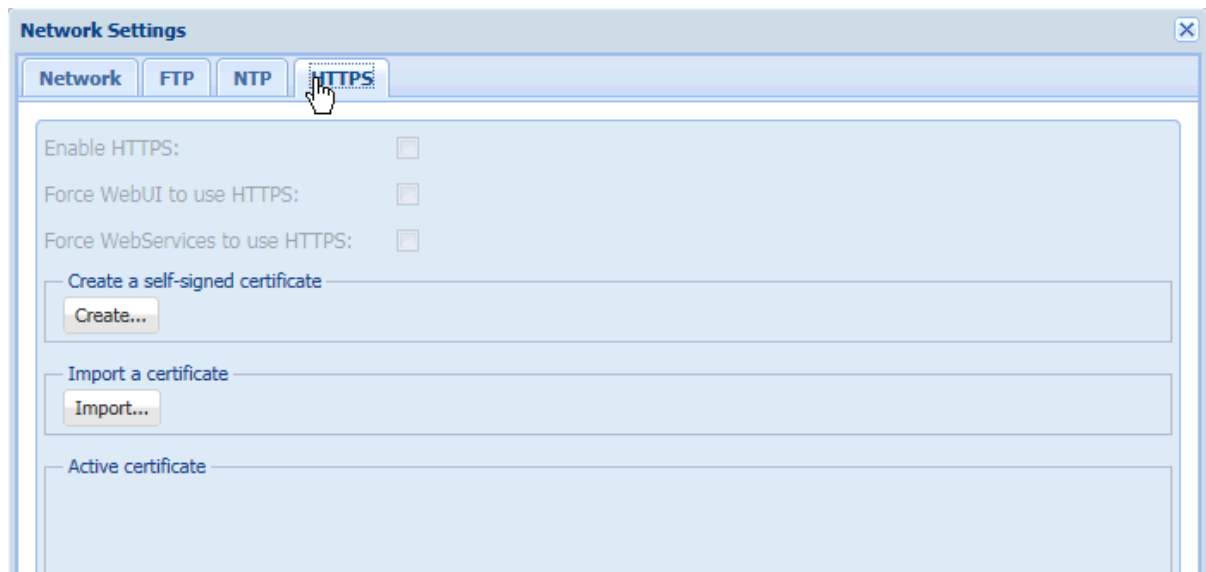 Network Settings
Network FTP NTP HTTPS
Enable HTTPS:
Force WebUI to use HTTPS:
Force WebServices to use HTTPS:
Create a self-signed certificate
Create...
Import a certificate
Import...
Active certificate